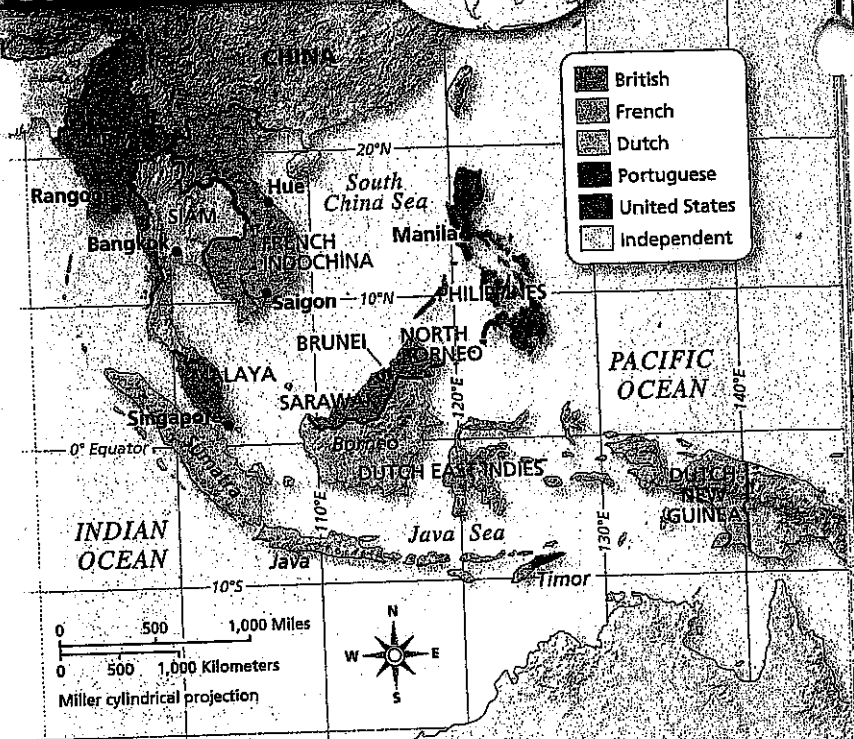 CHINA
British
French
Dutch
Portuguese
United States
Independent
20°N
Rangoon
Hue
South
China Sea
SIAM
Manila
Bangkok
FRENCH
INDOCHINA
Saigon
10°N
PHILIPPINES
BRUNEI
NORTH
BORNEO
PACIFIC
OCEAN
LAYA
120°E
140°E
SARAWAK
Singapore
0° Equator
Borneo
Sumatra
DUTCH EAST INDIES
DUTCH
NEW
GUINEA
110°E
130°E
INDIAN
OCEAN
Java Sea
Java
Timor
10°S
0 500 1,000 Miles
0 500 1,000 Kilometers
Miller cylindrical projection
N
W E
S